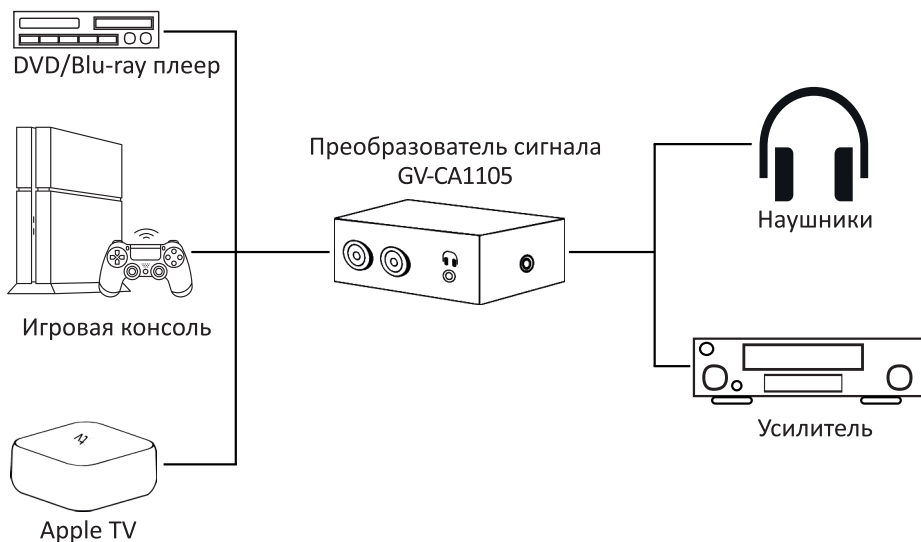 DVD/Blu-ray плеер
Преобразователь сигнала
GV-CA1105
Наушники
Игровая консоль
Усилитель
Apple TV